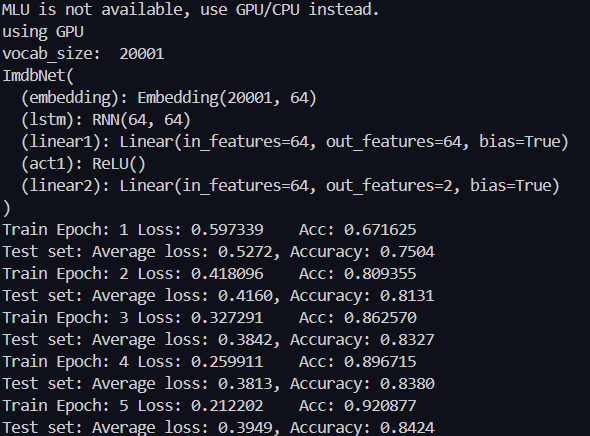 MLU is not available, use GPU/CPU instead.
using GPU
vocab_size:  20001
ImdbNet(
  (embedding): Embedding(20001, 64)
  (lstm): RNN(64, 64)
  (linear1): Linear(in_features=64, out_features=64, bias=True)
  (act1): ReLU()
  (linear2): Linear(in_features=64, out_features=2, bias=True)
)
Train Epoch: 1 Loss: 0.597339    Acc: 0.671625
Test set: Average loss: 0.5272, Accuracy: 0.7504
Train Epoch: 2 Loss: 0.418096    Acc: 0.809355
Test set: Average loss: 0.4160, Accuracy: 0.8131
Train Epoch: 3 Loss: 0.327291    Acc: 0.862570
Test set: Average loss: 0.3842, Accuracy: 0.8327
Train Epoch: 4 Loss: 0.259911    Acc: 0.896715
Test set: Average loss: 0.3813, Accuracy: 0.8380
Train Epoch: 5 Loss: 0.212202    Acc: 0.920877
Test set: Average loss: 0.3949, Accuracy: 0.8424